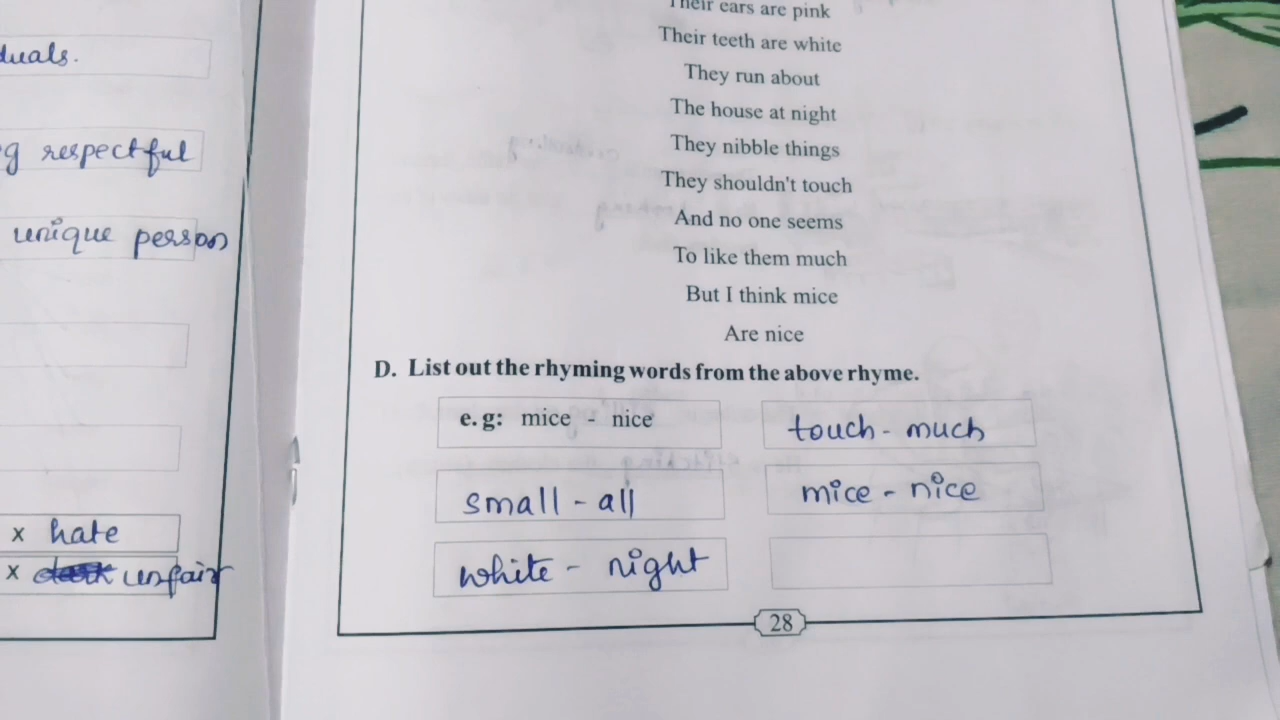 duals.
g respectful
unique person
x hate
x unfair
Their ears are pink
Their teeth are white
They run about
The house at night
They nibble things
They shouldn't touch
And no one seems
To like them much
But I think mice
Are nice
D. List out the rhyming words from the above rhyme.
e.g: mice - nice
touch - much
small - all
mice - nice
white - night
28